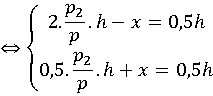 ⇔ { 2.p₂/p.h − x = 0,5h
0,5.p₂/p.h + x = 0,5h